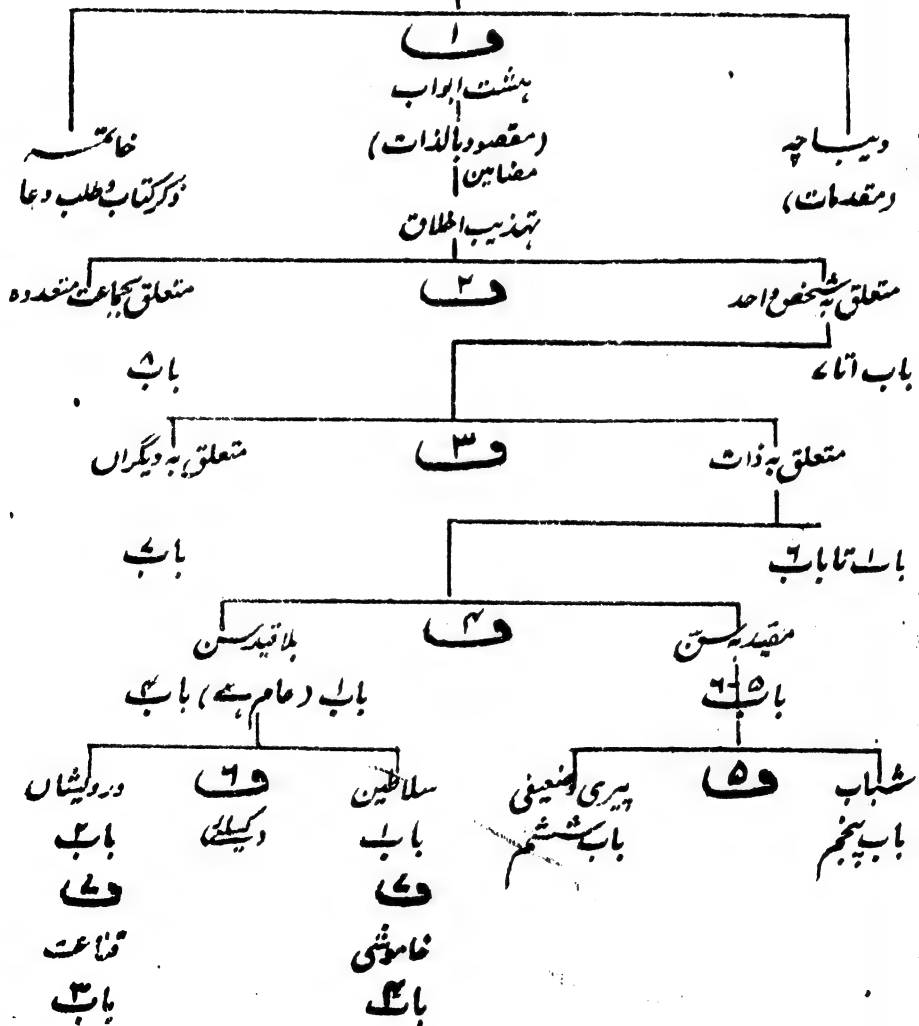 ف ۱
ہشت ابواب
دیباچہ (مقصود بالذات) خاتمہ
(مقدمات) مضامین ذکر کتاب و طلب دعا
تہذیب اخلاق
متعلق بہ شخص واحد ف ۲ متعلق بجماعت متعددہ
باب ۱ تا ۷ باب ۸
متعلق بہ ذات ف ۳ متعلق بہ دیگراں
باب ۱ تا باب ۶ باب ۷
مقید بہ سن ف ۴ بلا قید سن
باب ۵-۶ باب ۱ (عام ہے) باب ۴
شباب ف ۵ پیری و ضعیفی سلاطین ف ۶ درویشاں
باب پنجم باب ششم باب ۱ کیلئے باب ۲
ف ۷ ف ۷
خاموشی قناعت
باب ۴ باب ۳